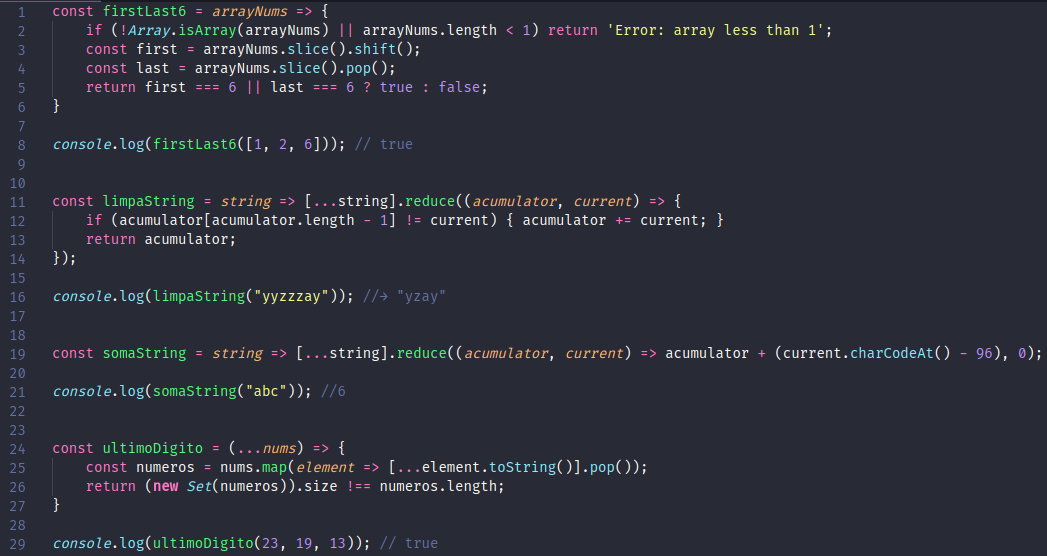 1 const firstLast6 = arrayNums => {
2 if (!Array.isArray(arrayNums) || arrayNums.length < 1) return 'Error: array less than 1';
3 const first = arrayNums.slice().shift();
4 const last = arrayNums.slice().pop();
5 return first === 6 || last === 6 ? true : false;
6 }
7
8 console.log(firstLast6([1, 2, 6])); // true
9
10
11 const limpaString = string => [...string].reduce((acumulator, current) => {
12 if (acumulator[acumulator.length - 1] != current) { acumulator += current; }
13 return acumulator;
14 });
15
16 console.log(limpaString("yyzzzay")); //→ "yzay"
17
18
19 const somaString = string => [...string].reduce((acumulator, current) => acumulator + (current.charCodeAt() - 96), 0);
20
21 console.log(somaString("abc")); //6
22
23
24 const ultimoDigito = (...nums) => {
25 const numeros = nums.map(element => [...element.toString()].pop());
26 return (new Set(numeros)).size !== numeros.length;
27 }
28
29 console.log(ultimoDigito(23, 19, 13)); // true